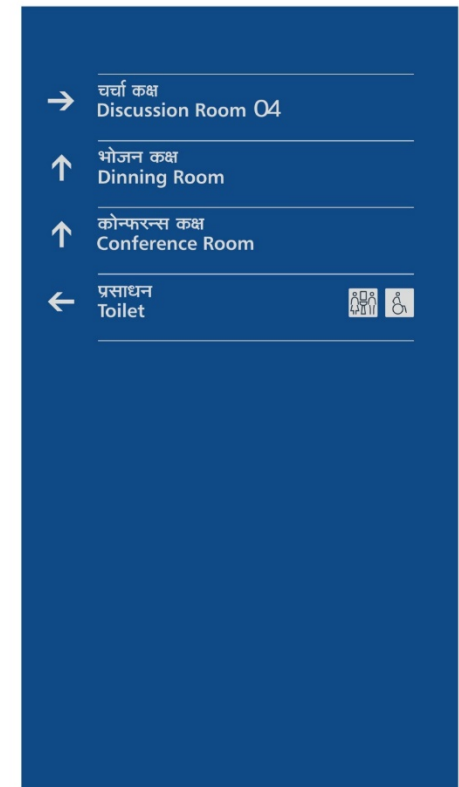 चर्चा कक्ष
Discussion Room 04
भोजन कक्ष
Dinning Room
कोन्फरन्स कक्ष
Conference Room
प्रसाधन
Toilet